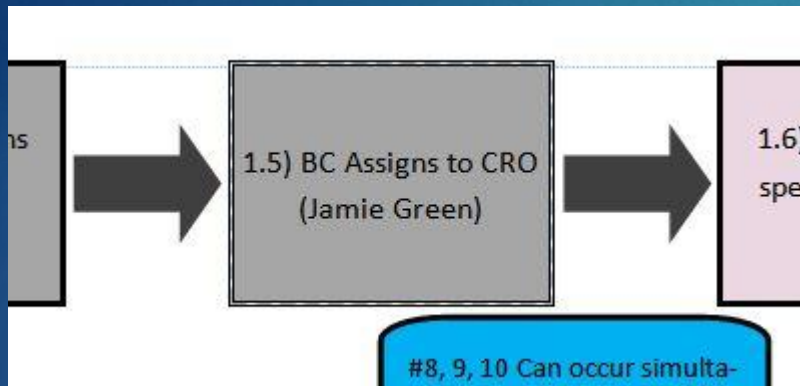 ns
1.5) BC Assigns to CRO
(Jamie Green)
1.6)
spe
#8, 9, 10 Can occur simulta-